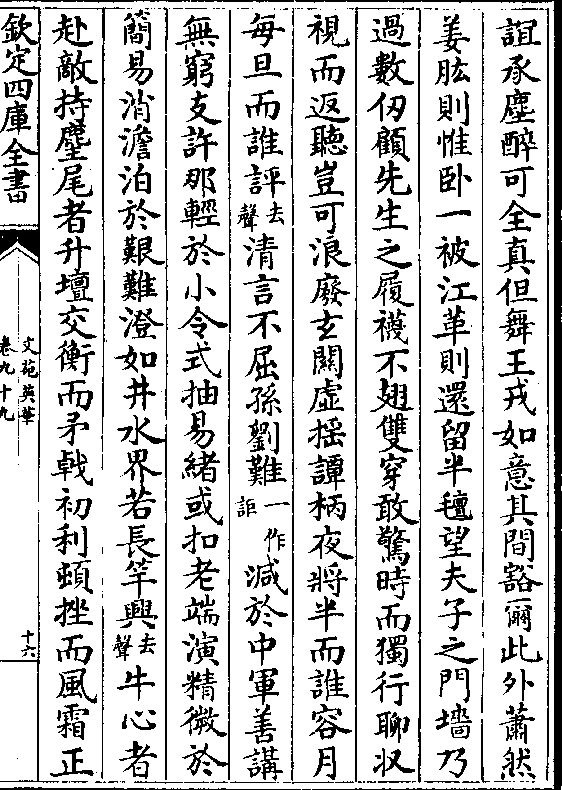 誼承塵醉可全真但舞王戎如意其間豁爾此外蕭然
姜肱則惟卧一被江革則還留半氊望夫子之門墻乃
過數仞顧先生之履襪不翅雙穿敢驚時而獨行聊収
視而返聽豈可浪廢玄關虚揺譚柄夜將半而誰容月
每旦而誰評去聲清言不屈孫劉難一作詎减於中軍善講
無窮支許那輕於小令式抽易緒或扣老端演精微於
簡易消澹泊於艱難澄如井水界若長竿興去聲牛心者
赴敵持麈尾者升壇交衡而矛戟初利頓挫而風霜正
欽定四庫全書
文苑英華
卷九十九
十六